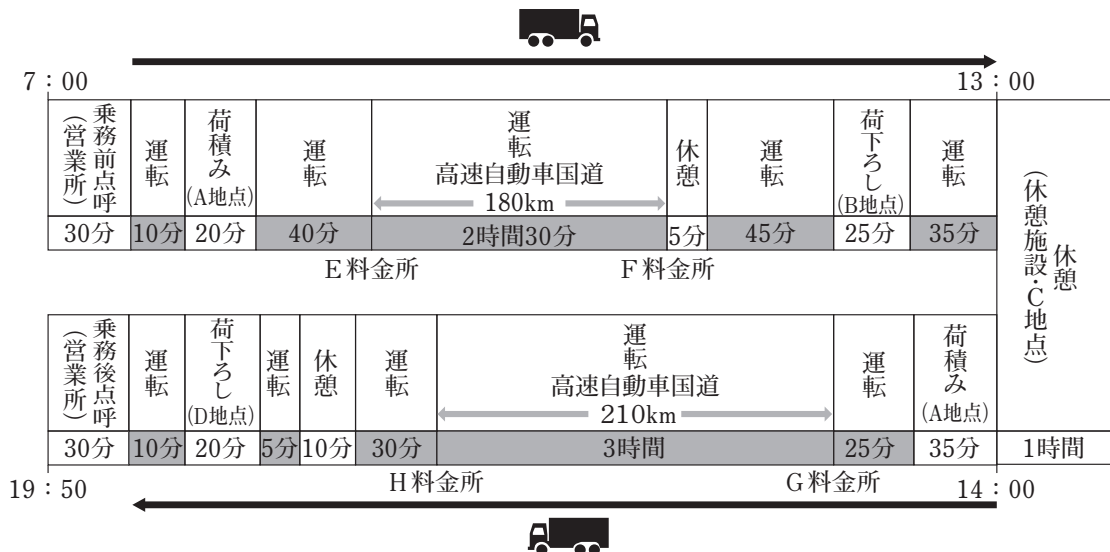 7：00
13：00
乗務前点呼
（営業所）
運転
荷積み
（A地点）
運転
運転
高速自動車国道
180km
休憩
運転
荷下ろし
（B地点）
運転
30分
10分
20分
40分
2時間30分
5分
45分
25分
35分
E料金所
F料金所
休憩
（休憩施設・C地点）
乗務後点呼
（営業所）
運転
荷下ろし
（D地点）
運転
休憩
運転
運転
高速自動車国道
210km
運転
荷積み
（A地点）
30分
10分
20分
5分
10分
30分
3時間
25分
35分
1時間
H料金所
G料金所
19：50
14：00